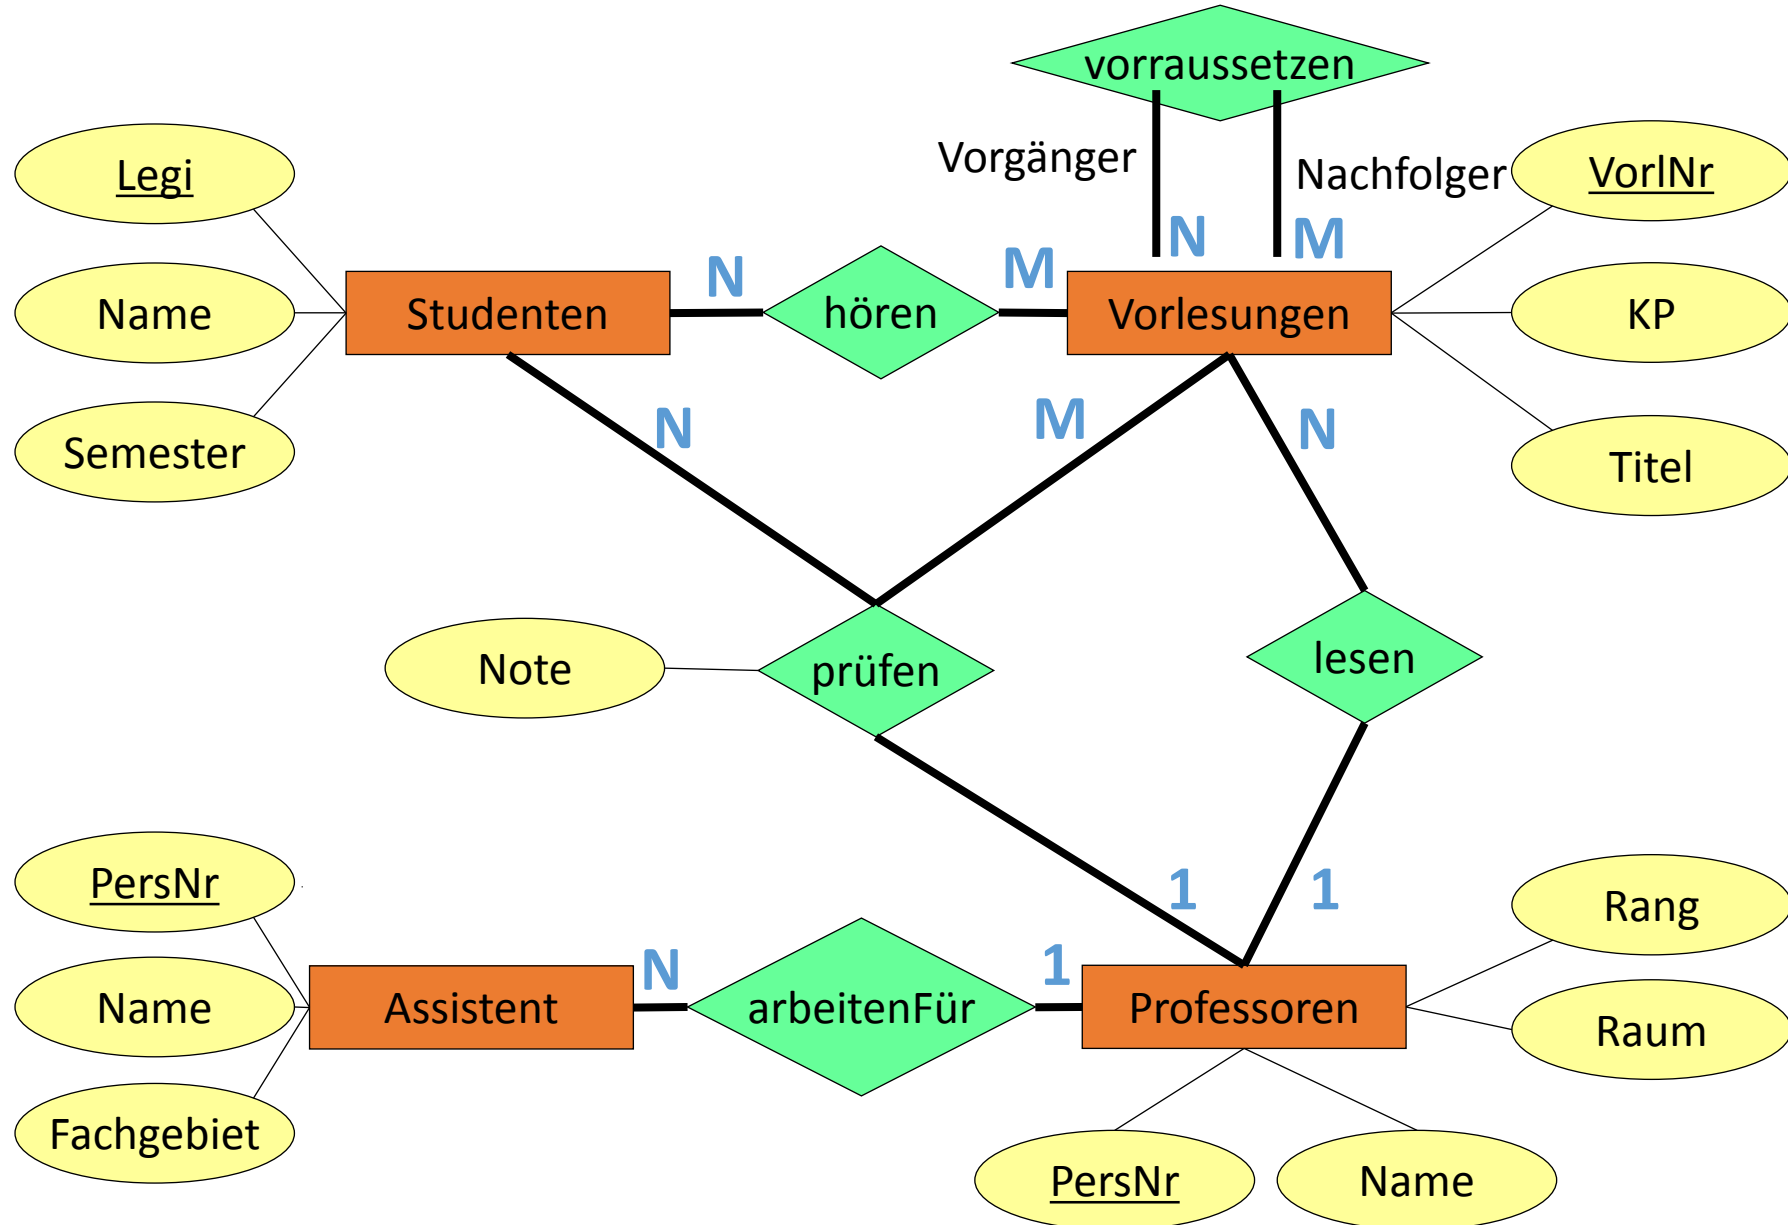 vorraussetzen
Vorgänger
Nachfolger
Legi
VorlNr
N
M
N
M
Name
Studenten
hören
Vorlesungen
KP
Semester
N
M
N
Titel
Note
prüfen
lesen
PersNr
1
1
Rang
N
1
Name
Assistent
arbeitenFür
Professoren
Raum
Fachgebiet
PersNr
Name